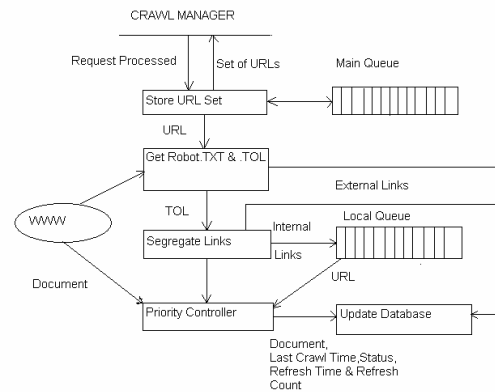 CRAWL MANAGER
Request Processed
Set of URLs
Main Queue
Store URL Set
URL
Get Robot.TXT & .TOL
External Links
TOL
Local Queue
WWW
Internal
Segregate Links
Links
Document
URL
Priority Controller
Update Database
Document,
Last Crawl Time,Status,
Refresh Time & Refresh
Count